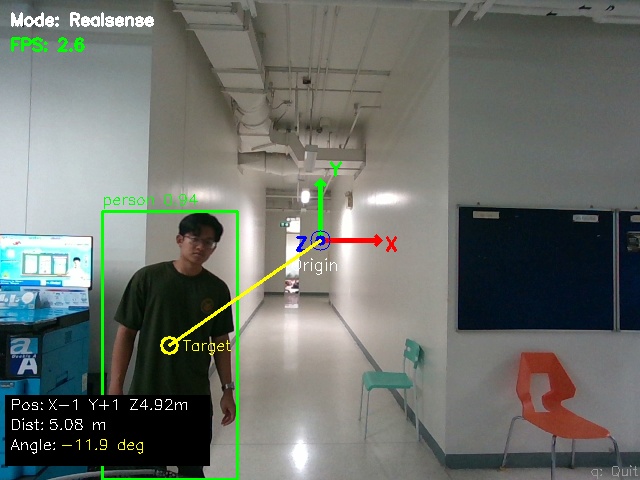 Mode: Realsense
FPS: 2.6
person 0.94
Y
Z
X
Origin
Target
a
A
Pos: X-1 Y+1 Z4.92m
Dist: 5.08 m
Angle: -11.9 deg
q: Quit